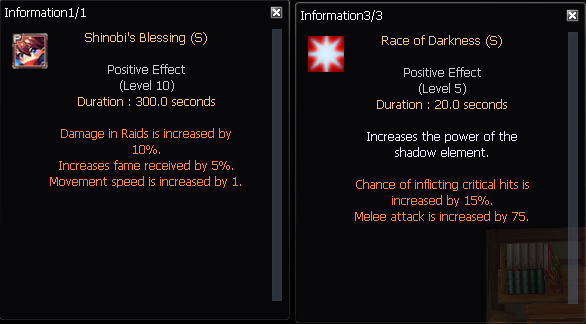 Information1/1
Shinobi's Blessing (S)
P
Positive Effect
(Level 10)
Duration : 300.0 seconds
Damage in Raids is increased by
10%.
Increases fame received by 5%.
Movement speed is increased by 1.
Information3/3
Race of Darkness (S)
Positive Effect
(Level 5)
Duration : 20.0 seconds
Increases the power of the
shadow element.
Chance of inflicting critical hits is
increased by 15%.
Melee attack is increased by 75.